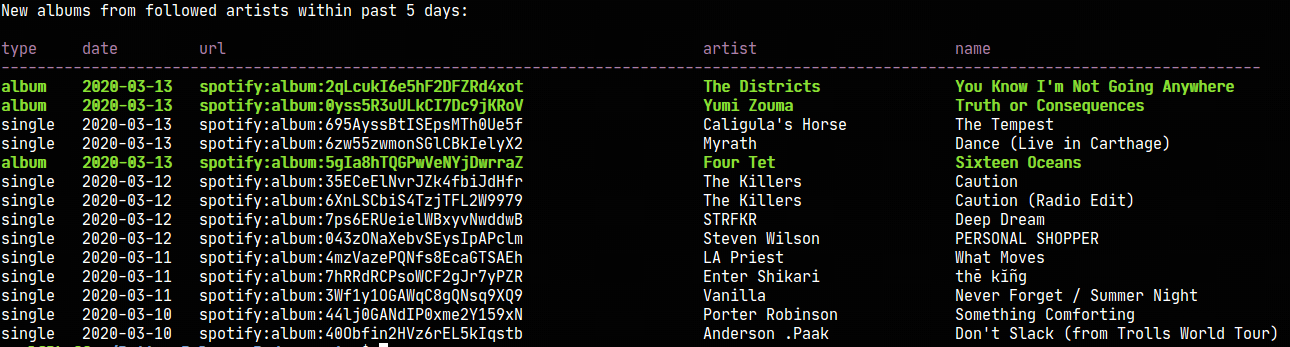 New albums from followed artists within past 5 days:
type date url artist name
album 2020-03-13 spotify:album:2qLcukI6e5hF2DFZRd4xot The Districts You Know I'm Not Going Anywhere
album 2020-03-13 spotify:album:0yss5R3uULkCI7Dc9jKRoV Yumi Zouma Truth or Consequences
single 2020-03-13 spotify:album:695AyssBtISEpsMTh0Ue5f Caligula's Horse The Tempest
single 2020-03-13 spotify:album:6zw55zwmonSGlCBkIelyX2 Myrath Dance (Live in Carthage)
album 2020-03-13 spotify:album:5gIa8hTQGPwVeNYjDwrraZ Four Tet Sixteen Oceans
single 2020-03-12 spotify:album:35ECeElNvrJZk4fbiJdHfr The Killers Caution
single 2020-03-12 spotify:album:6XnLSCbiS4TzjTFL2W9979 The Killers Caution (Radio Edit)
single 2020-03-12 spotify:album:7ps6ERUeielWBxyvNwddwB STRFKR Deep Dream
single 2020-03-12 spotify:album:043zONaXebvSEysIpAPclm Steven Wilson PERSONAL SHOPPER
single 2020-03-11 spotify:album:4mzVazePQNfs8EcaGTSAEh LA Priest What Moves
single 2020-03-11 spotify:album:7hRRdRCPsoWCF2gJr7yPZR Enter Shikari thē kĭñg
single 2020-03-11 spotify:album:3Wf1y1OGAWqC8gQNsq9XQ9 Vanilla Never Forget / Summer Night
single 2020-03-10 spotify:album:44lj0GANdIP0xme2Y159xN Porter Robinson Something Comforting
single 2020-03-10 spotify:album:40Obfin2HVz6rEL5kIqstb Anderson .Paak Don't Slack (from Trolls World Tour)